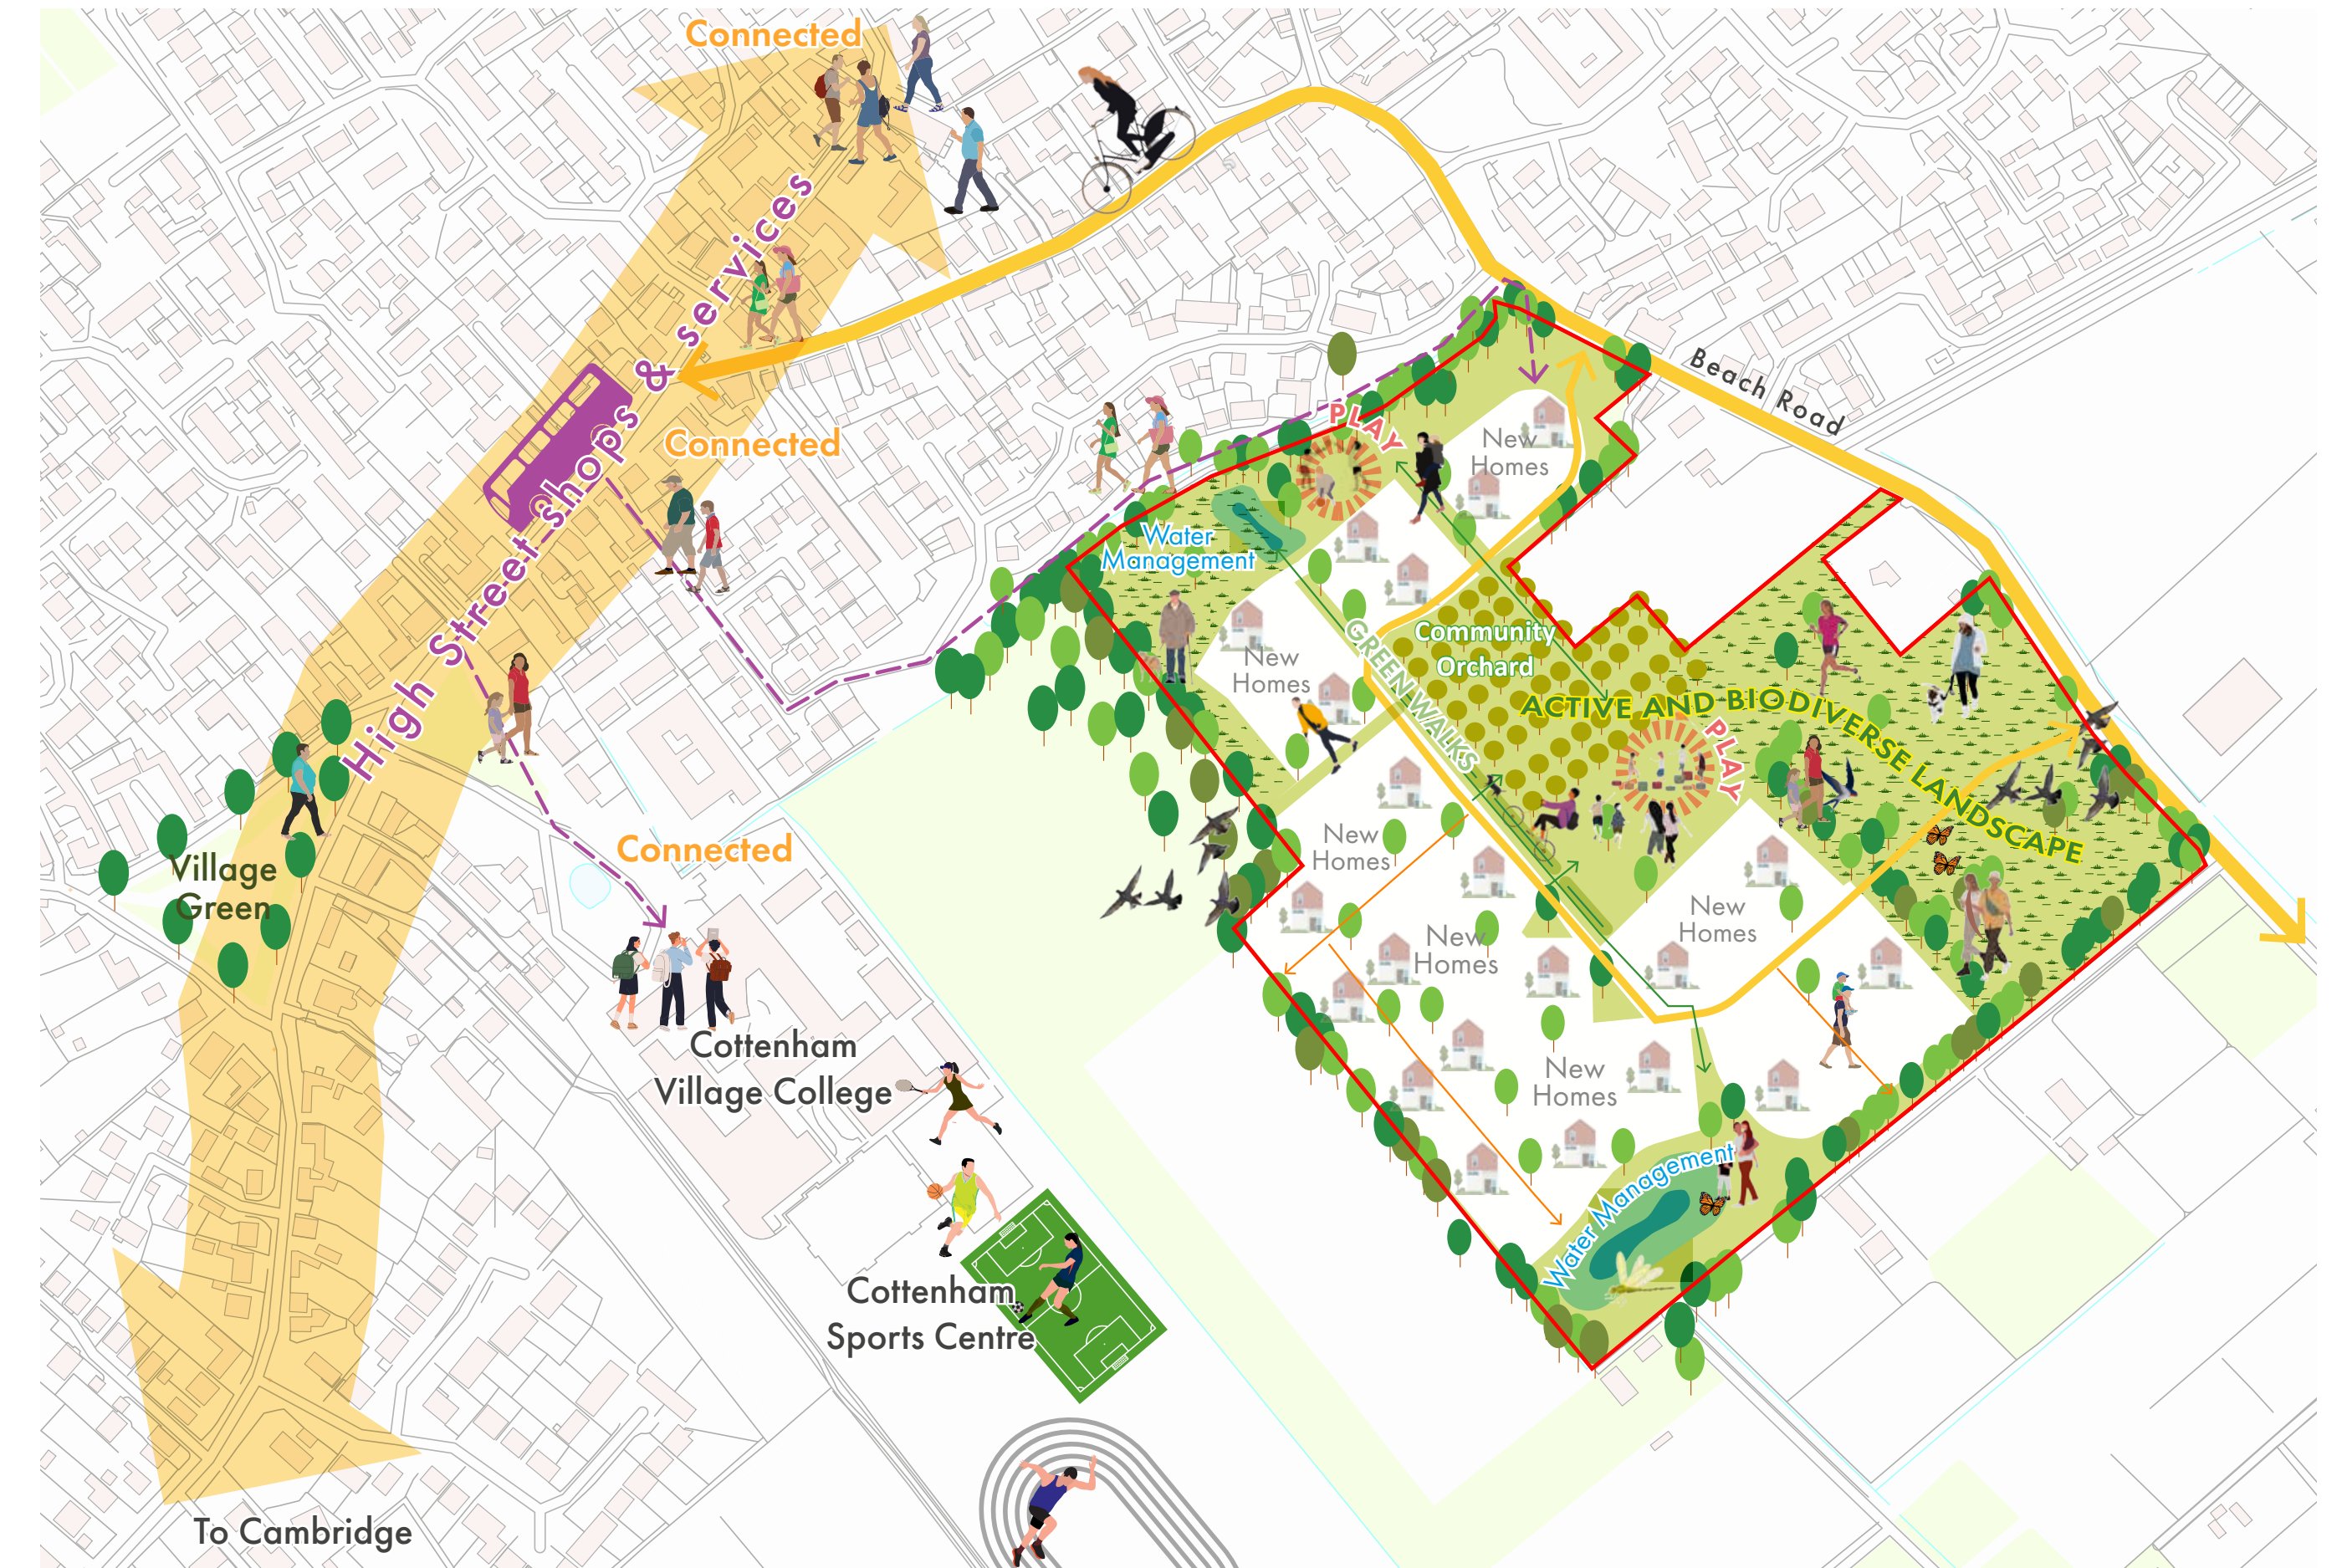 Connected
High Street shops & services
Connected
Beach Road
PLAY
New
Homes
Water
Management
Community
Orchard
GREEN WALKS
New
Homes
ACTIVE AND BIODIVERSE LANDSCAPE
PLAY
New
Homes
Connected
Village
Green
New
Homes
New
Homes
Cottenham
Village College
New
Homes
Water Management
Cottenham
Sports Centre
To Cambridge